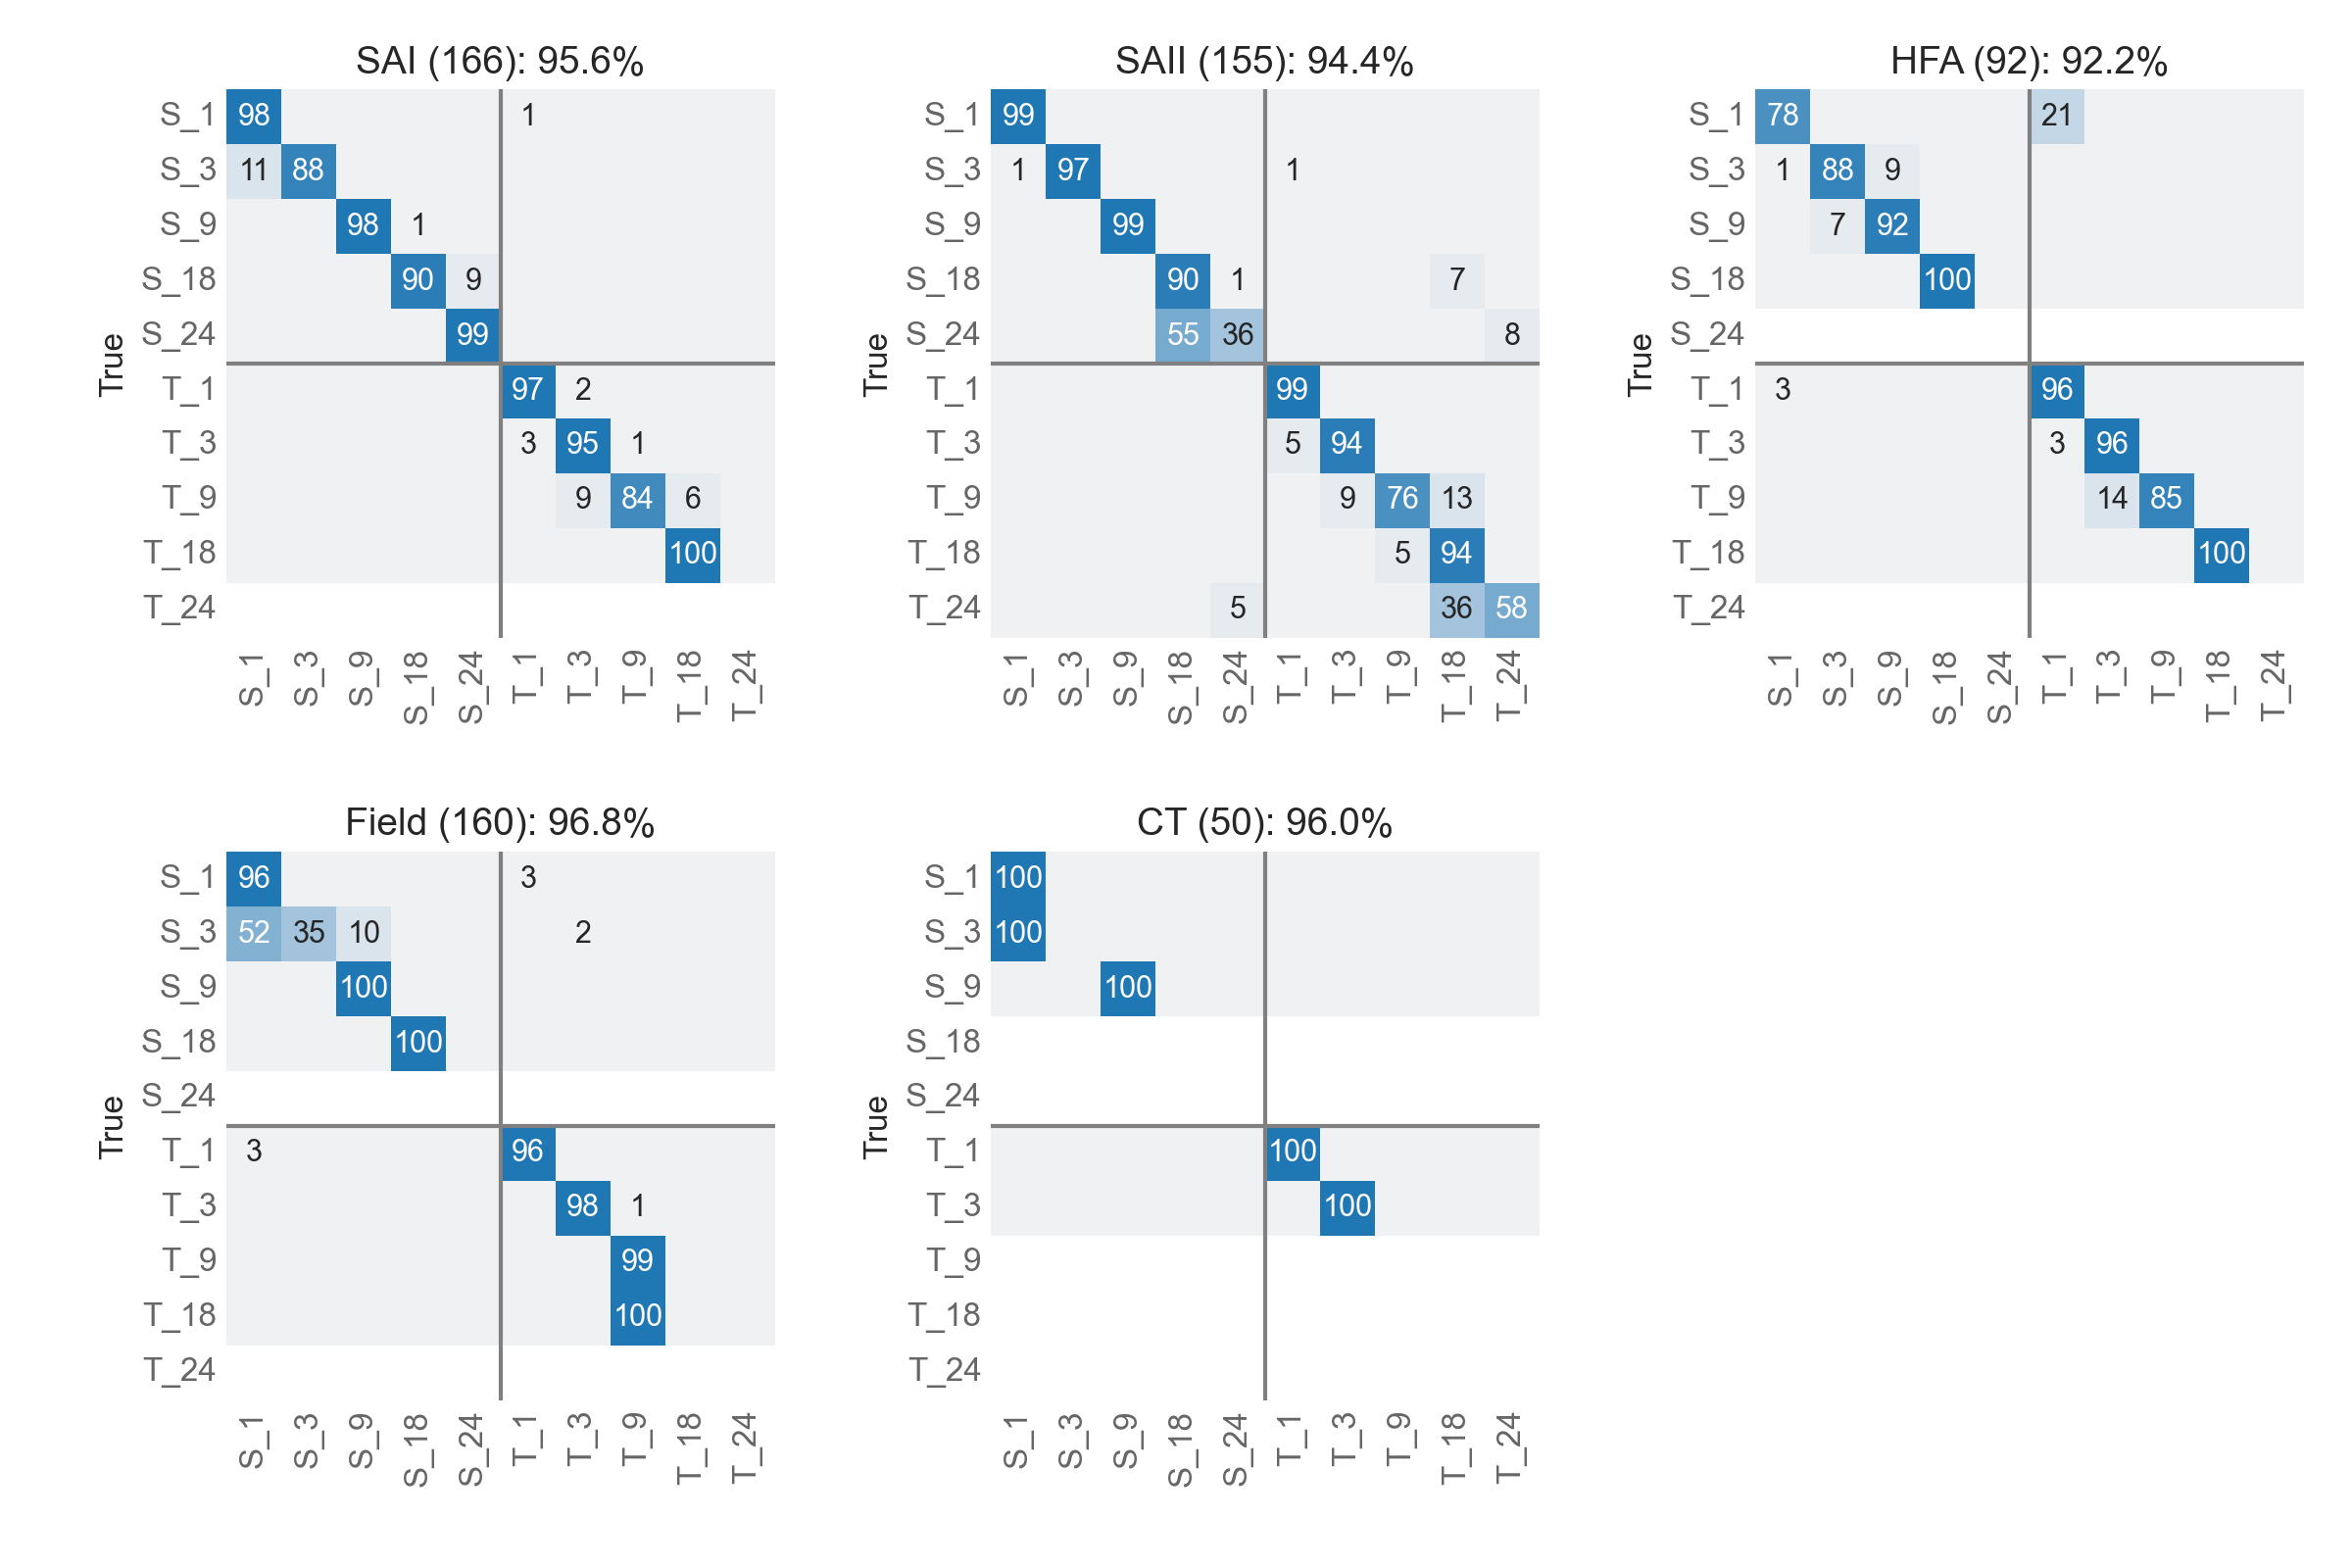 SAI (166): 95.6%
S_1 98 1
S_3 11 88
S_9 98 1
S_18 90 9
S_24 99
T_1 97 2
T_3 3 95 1
T_9 9 84 6
T_18 100
T_24
True
S_1 S_3 S_9 S_18 S_24 T_1 T_3 T_9 T_18 T_24
SAII (155): 94.4%
S_1 99
S_3 1 97 1
S_9 99
S_18 90 1 7
S_24 55 36 8
T_1 99
T_3 5 94
T_9 9 76 13
T_18 5 94
T_24 5 36 58
True
S_1 S_3 S_9 S_18 S_24 T_1 T_3 T_9 T_18 T_24
HFA (92): 92.2%
S_1 78 21
S_3 1 88 9
S_9 7 92
S_18 100
S_24
T_1 3 96
T_3 3 96
T_9 14 85
T_18 100
T_24
True
S_1 S_3 S_9 S_18 S_24 T_1 T_3 T_9 T_18 T_24
Field (160): 96.8%
S_1 96 3
S_3 52 35 10 2
S_9 100
S_18 100
S_24
T_1 3 96
T_3 98 1
T_9 99
T_18 100
T_24
True
S_1 S_3 S_9 S_18 S_24 T_1 T_3 T_9 T_18 T_24
CT (50): 96.0%
S_1 100
S_3 100
S_9 100
S_18
S_24
T_1 100
T_3 100
T_9
T_18
T_24
True
S_1 S_3 S_9 S_18 S_24 T_1 T_3 T_9 T_18 T_24